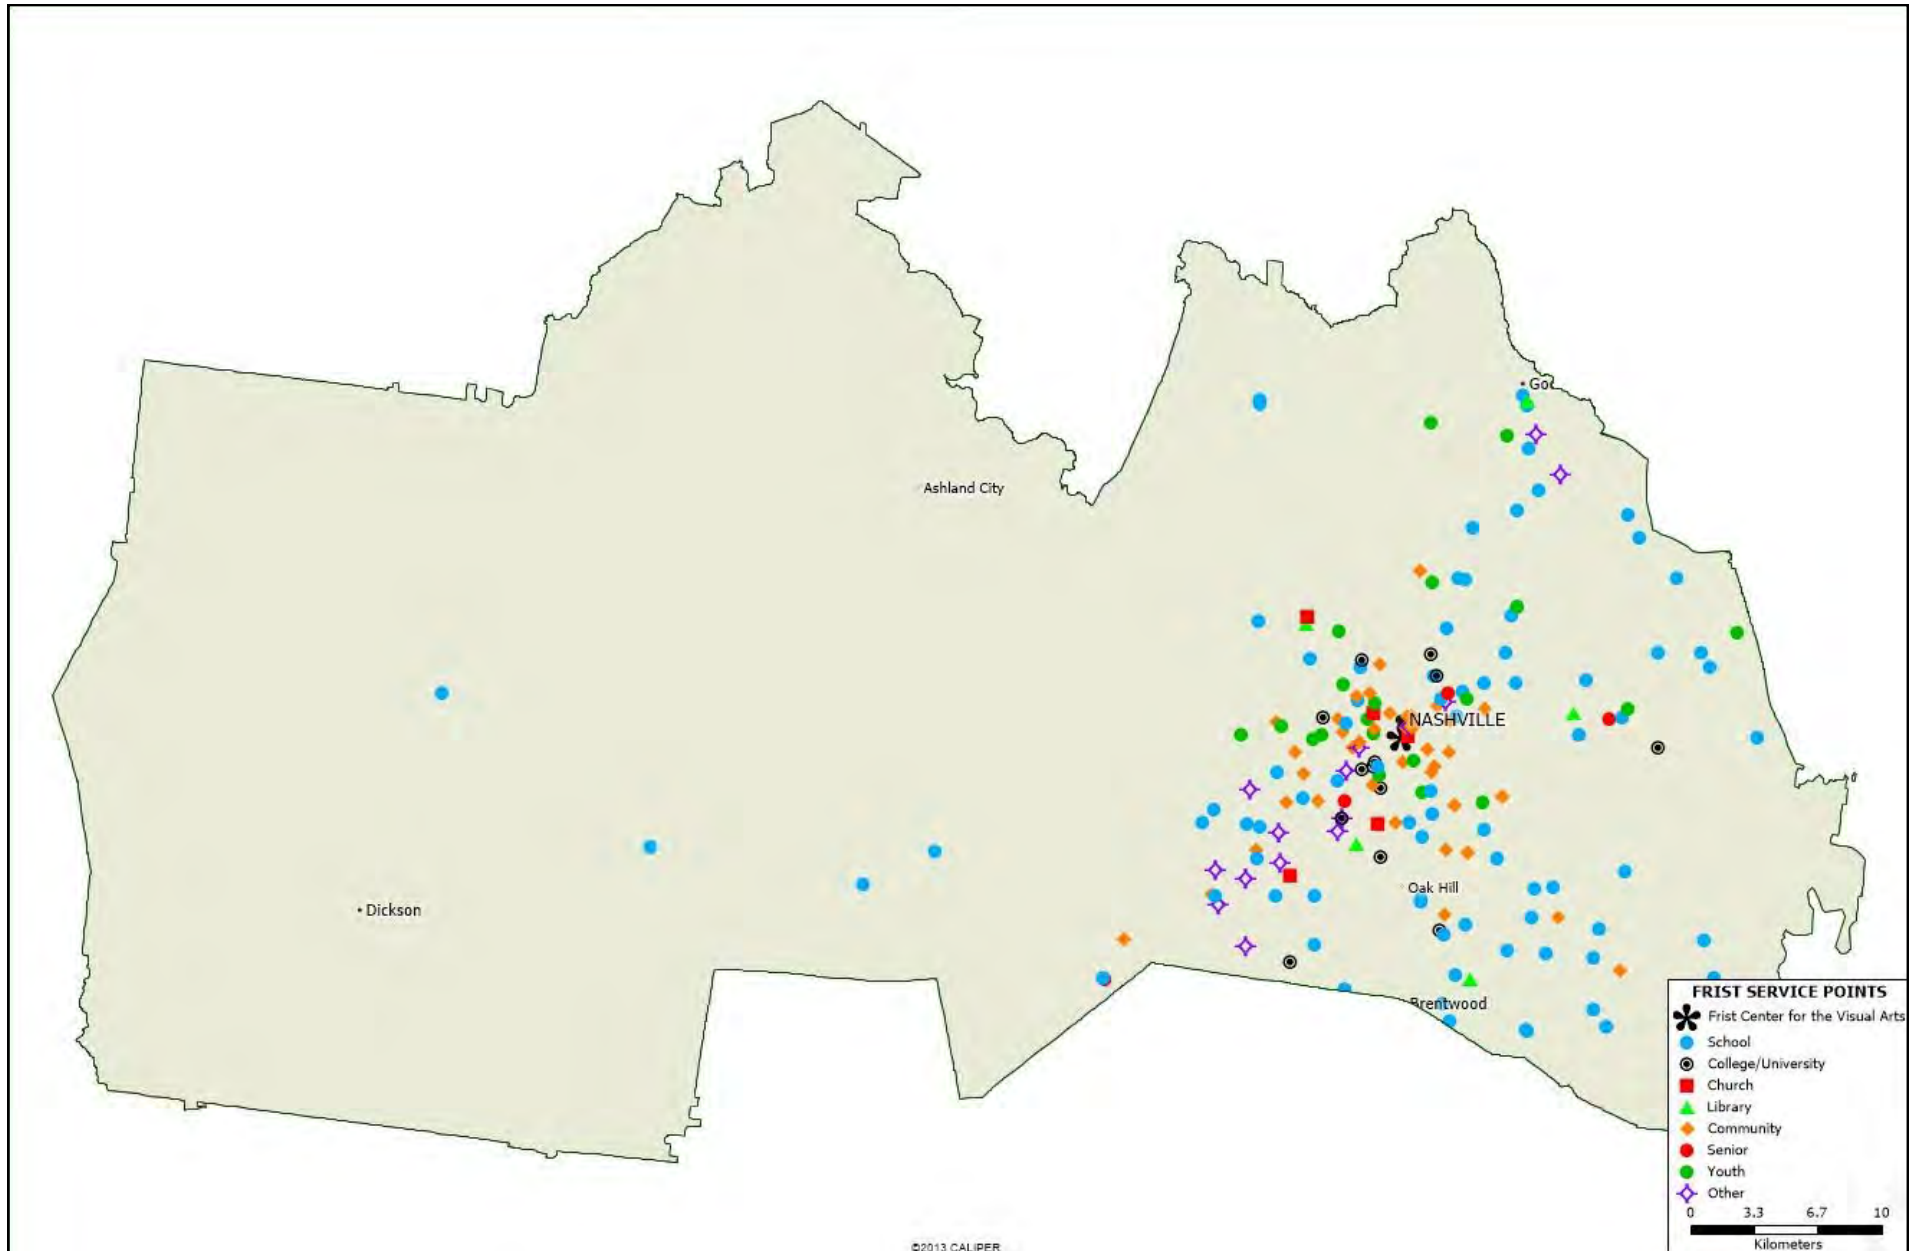 Goo
Ashland City
NASHVILLE
Oak Hill
Dickson
Brentwood
FRIST SERVICE POINTS
Frist Center for the Visual Arts
School
College/University
Church
Library
Community
Senior
Youth
Other
0 3.3 6.7 10
Kilometers
©2013 CALIPER